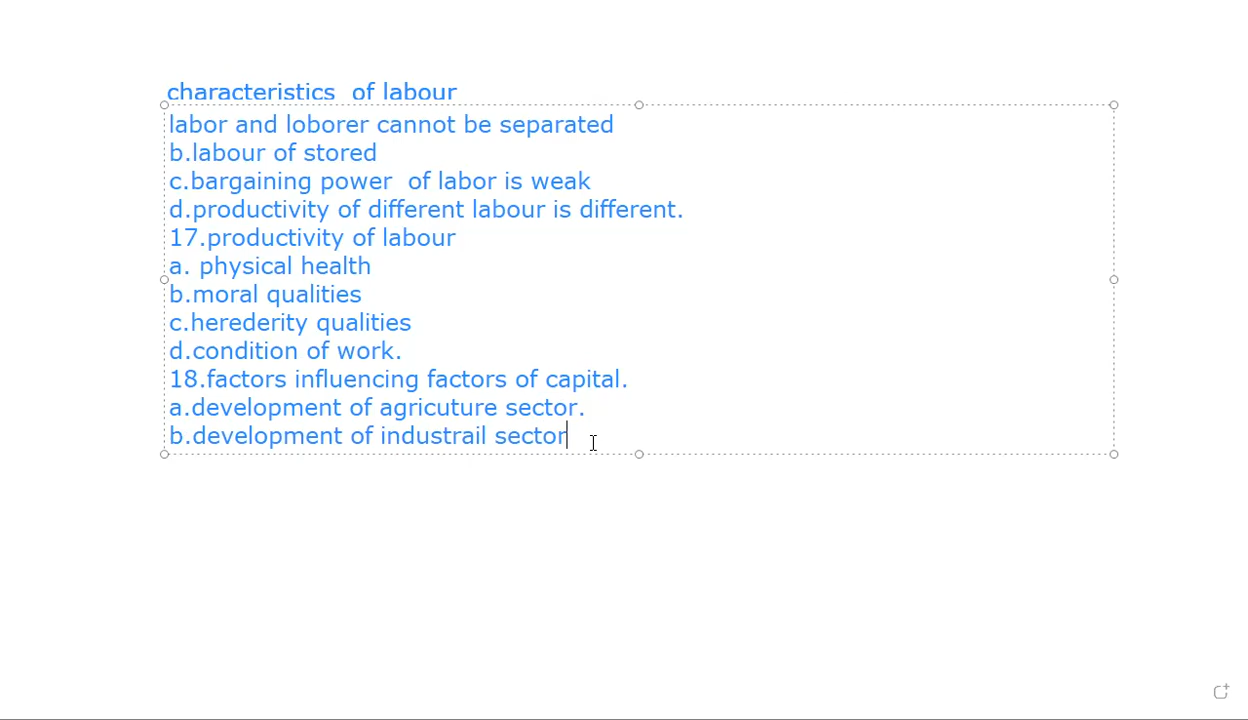 characteristics  of labour
labor and loborer cannot be separated
b.labour of stored
c.bargaining power  of labor is weak
d.productivity of different labour is different.
17.productivity of labour
a. physical health
b.moral qualities
c.herederity qualities
d.condition of work.
18.factors influencing factors of capital.
a.development of agricuture sector.
b.development of industrail sector